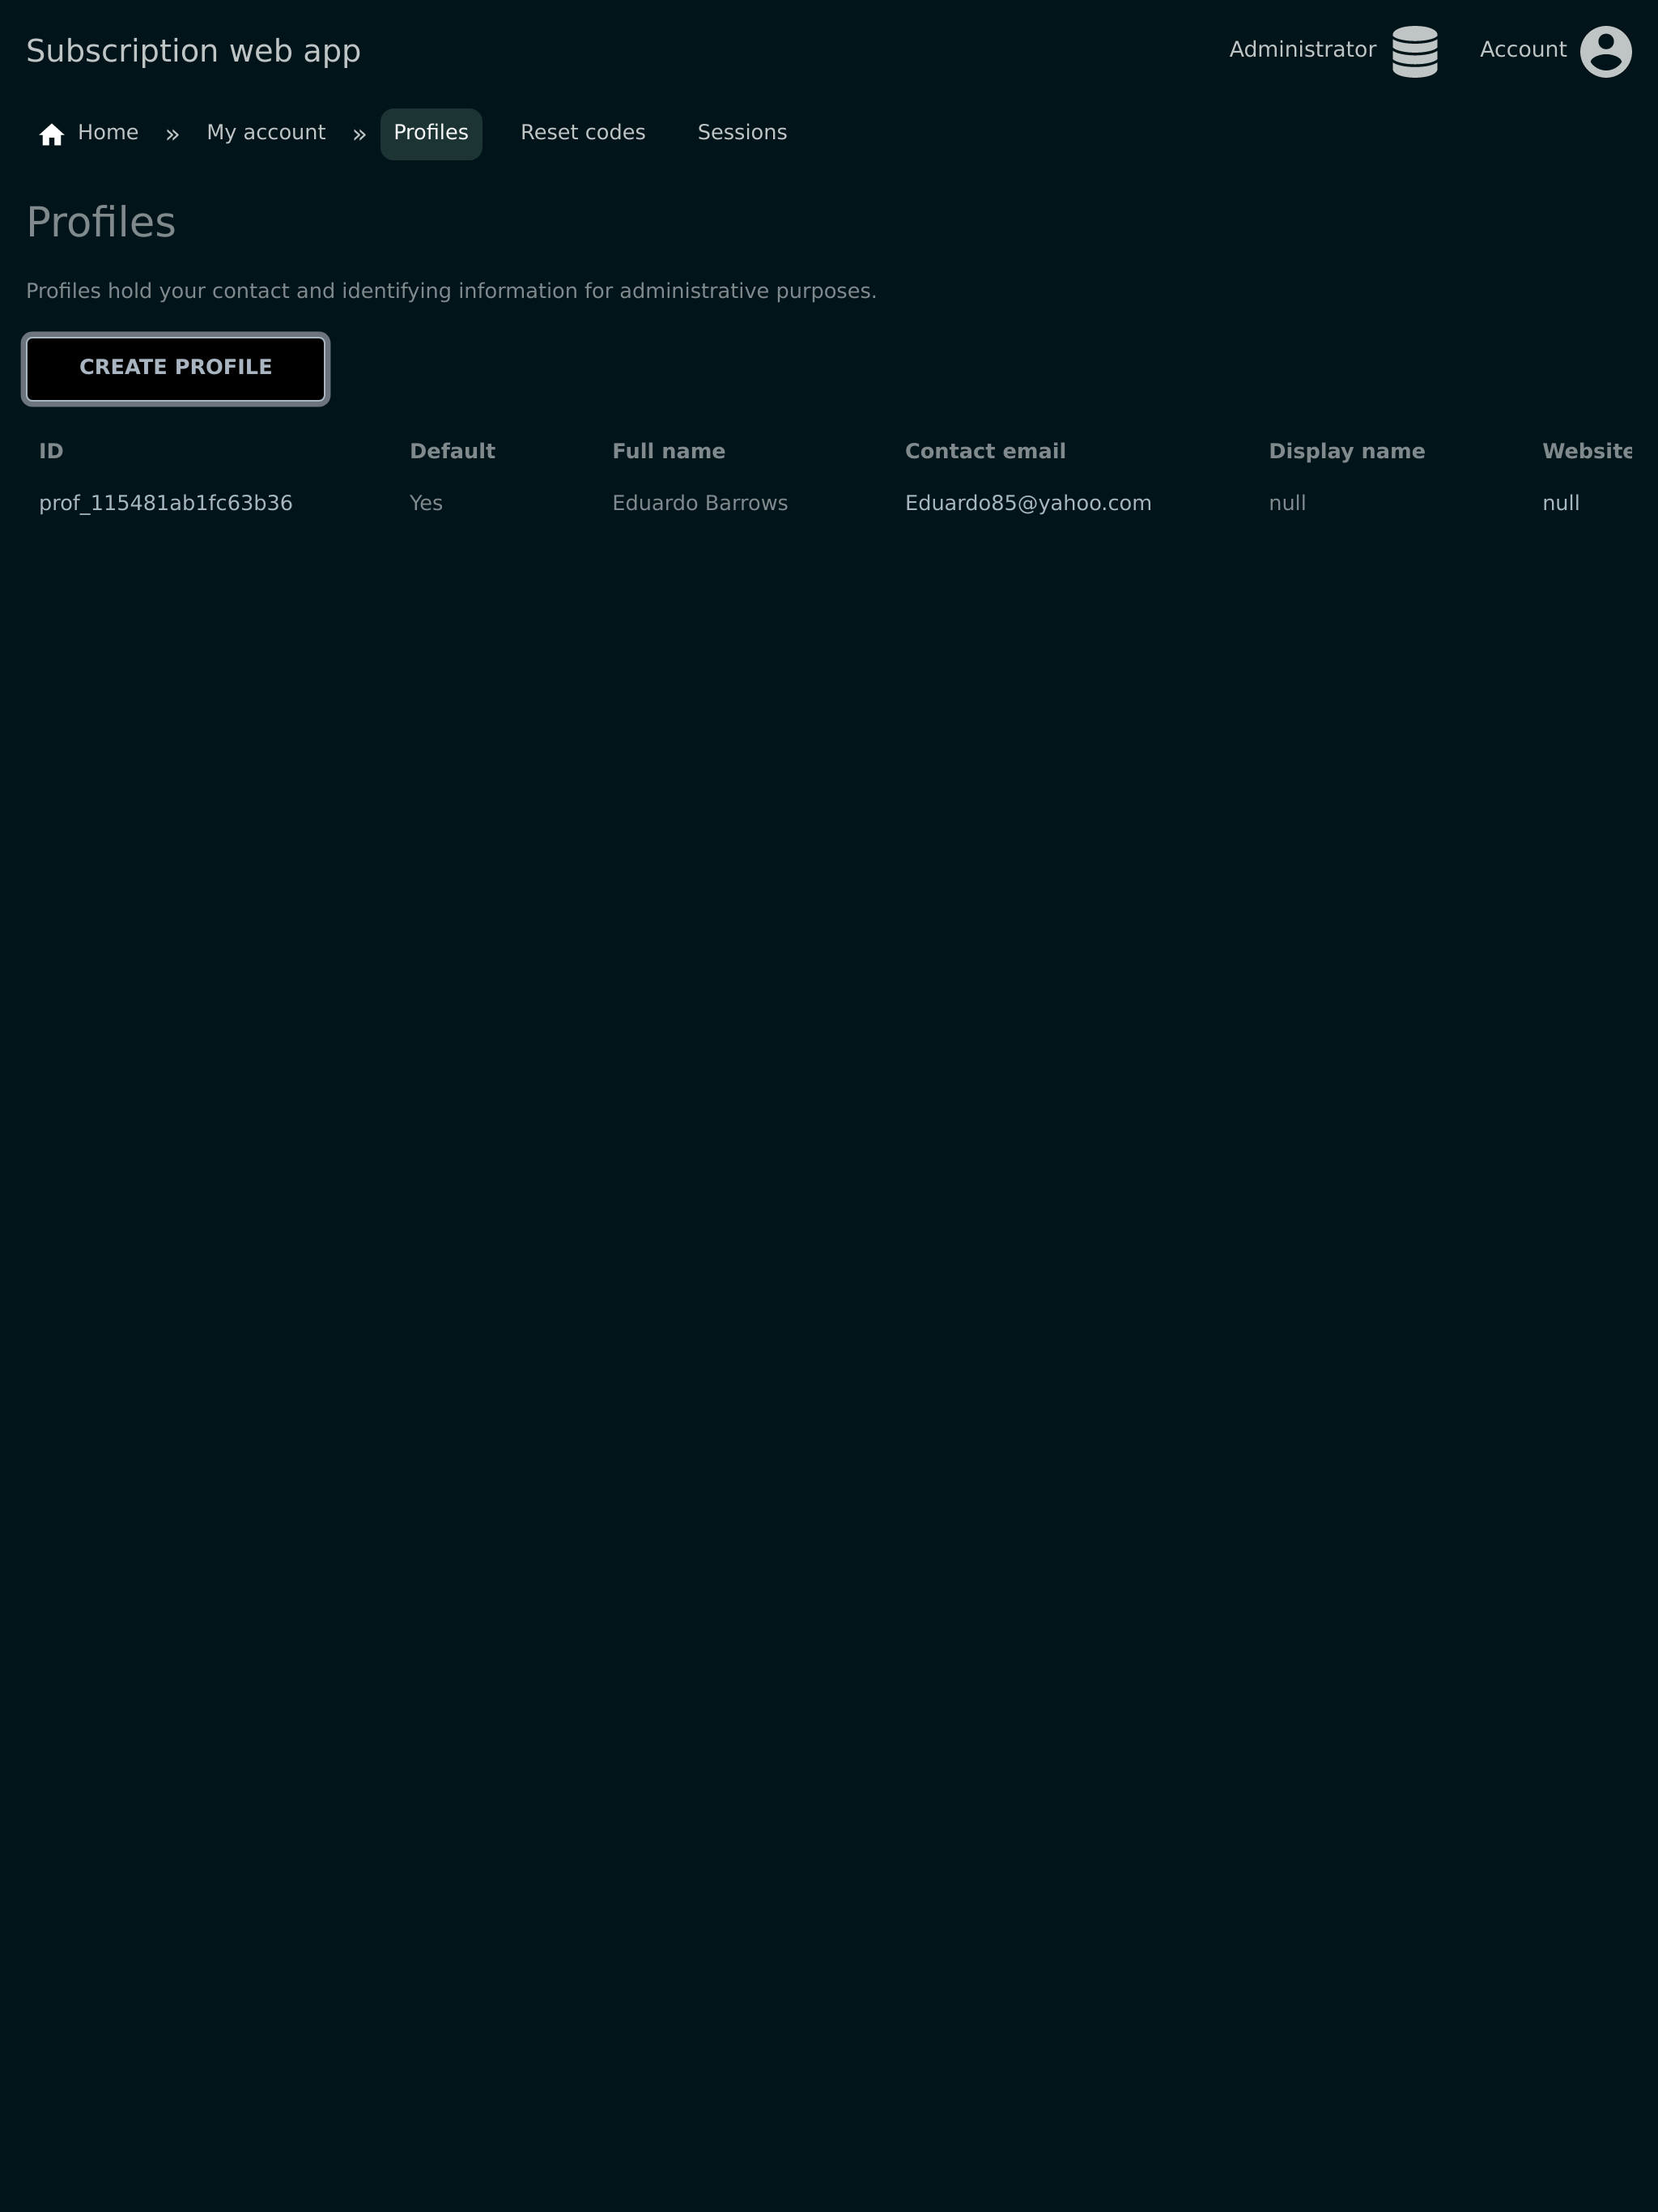 Subscription web app
Administrator
Account
Home » My account » Profiles Reset codes Sessions
Profiles
Profiles hold your contact and identifying information for administrative purposes.
CREATE PROFILE
ID Default Full name Contact email Display name Website
prof_115481ab1fc63b36 Yes Eduardo Barrows Eduardo85@yahoo.com null null